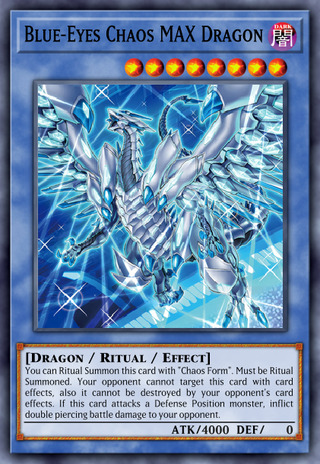 Blue-Eyes Chaos MAX Dragon
DARK
闇
[Dragon / Ritual / Effect]
You can Ritual Summon this card with "Chaos Form". Must be Ritual
Summoned. Your opponent cannot target this card with card
effects, also it cannot be destroyed by your opponent's card
effects. If this card attacks a Defense Position monster, inflict
double piercing battle damage to your opponent.
ATK/4000 DEF/ 0